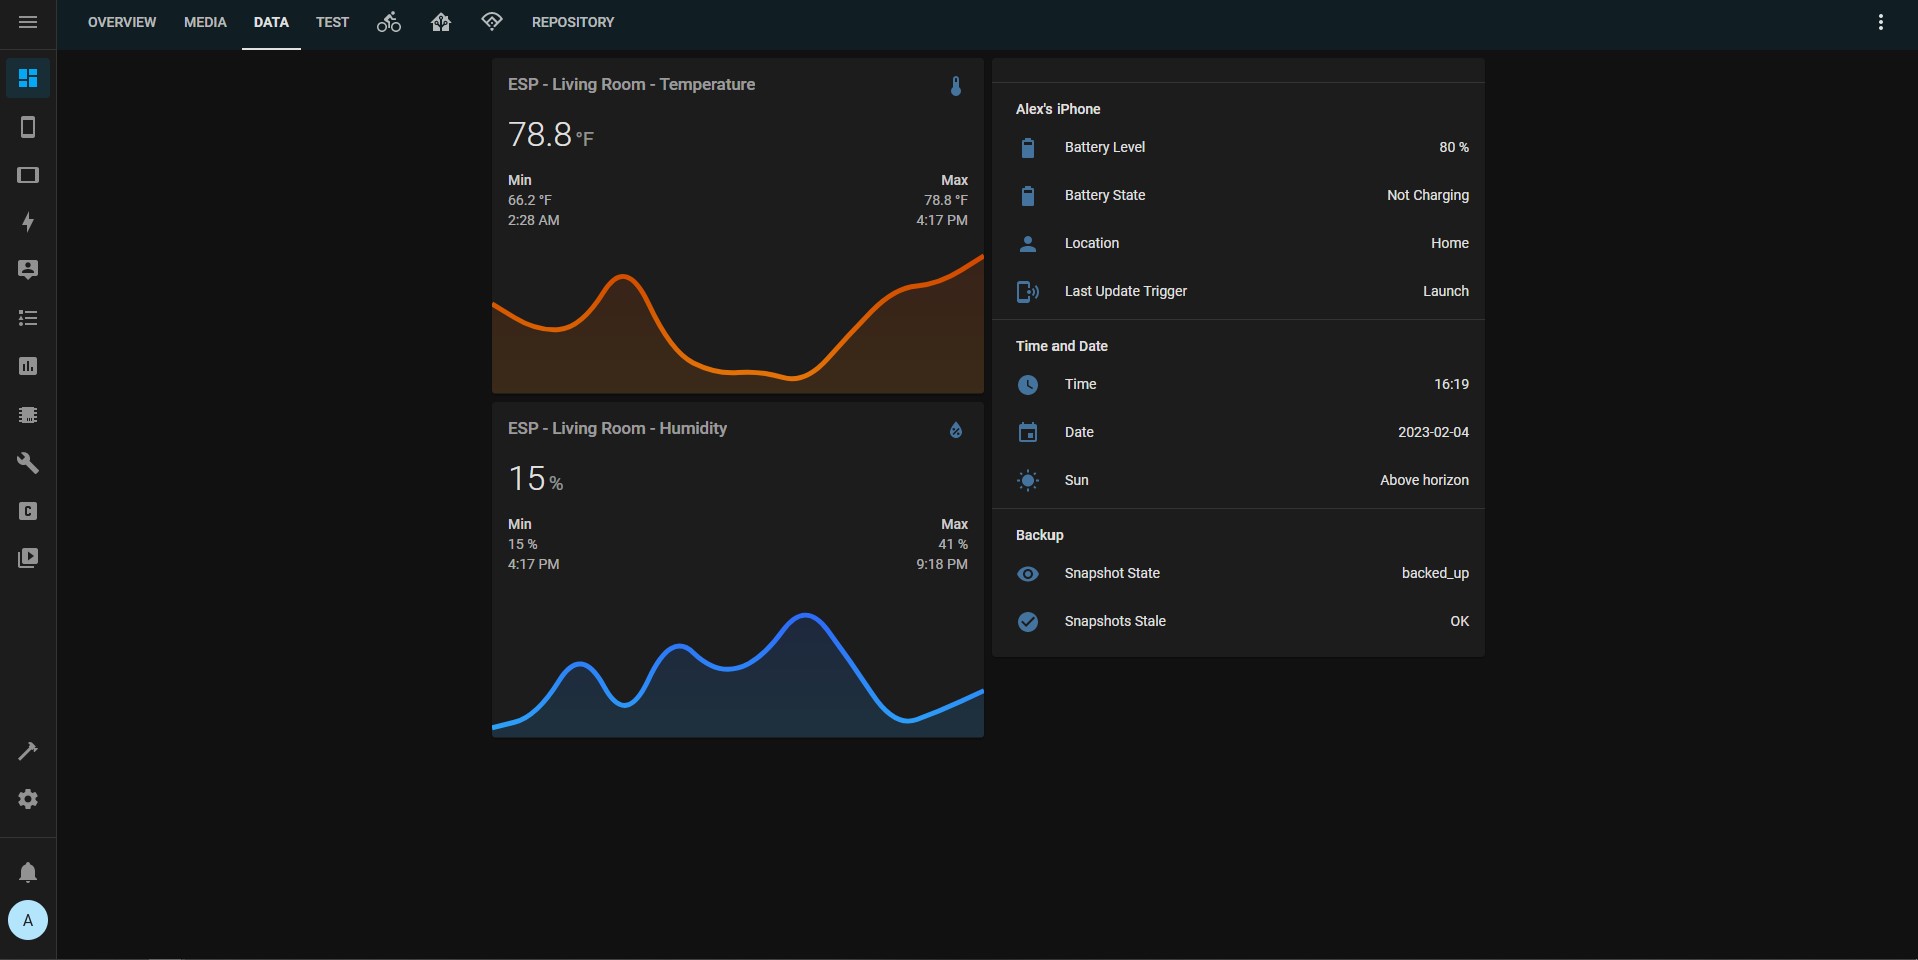 OVERVIEW MEDIA DATA TEST REPOSITORY
ESP - Living Room - Temperature
78.8 °F
Min Max
66.2 °F 78.8 °F
2:28 AM 4:17 PM
ESP - Living Room - Humidity
15 %
Min Max
15 % 41 %
4:17 PM 9:18 PM
Alex's iPhone
Battery Level 80 %
Battery State Not Charging
Location Home
Last Update Trigger Launch
Time and Date
Time 16:19
Date 2023-02-04
Sun Above horizon
Backup
Snapshot State backed_up
Snapshots Stale OK
C
A